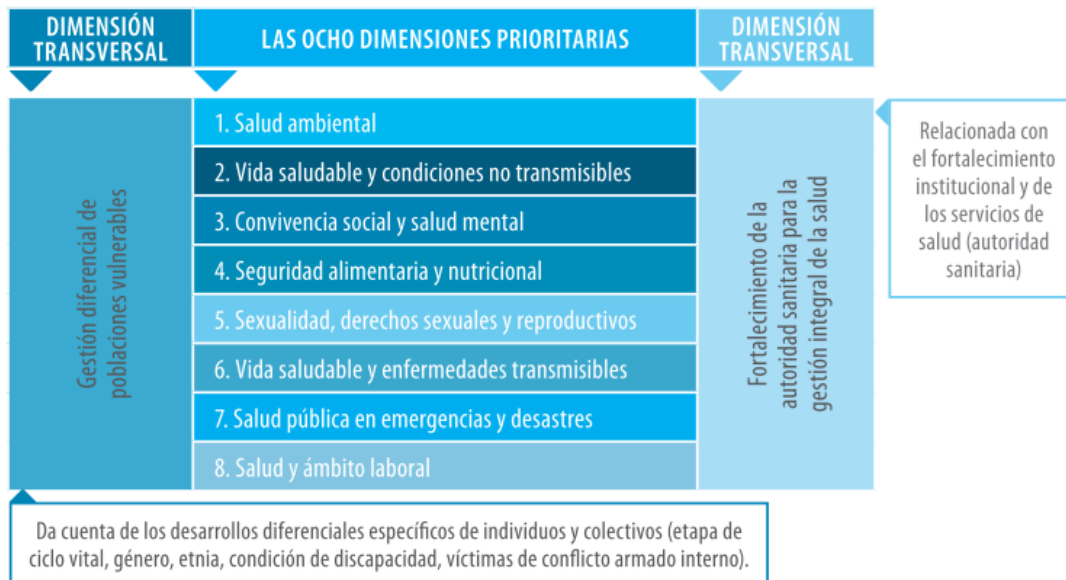 DIMENSIÓN
TRANSVERSAL
LAS OCHO DIMENSIONES PRIORITARIAS
DIMENSIÓN
TRANSVERSAL
Gestión diferencial de
poblaciones vulnerables
1. Salud ambiental
2. Vida saludable y condiciones no transmisibles
3. Convivencia social y salud mental
4. Seguridad alimentaria y nutricional
5. Sexualidad, derechos sexuales y reproductivos
6. Vida saludable y enfermedades transmisibles
7. Salud pública en emergencias y desastres
8. Salud y ámbito laboral
Fortalecimiento de la
autoridad sanitaria para la
gestión integral de la salud
Relacionada con
el fortalecimiento
institucional y de
los servicios de
salud (autoridad
sanitaria)
Da cuenta de los desarrollos diferenciales específicos de individuos y colectivos (etapa de
ciclo vital, género, etnia, condición de discapacidad, víctimas de conflicto armado interno).